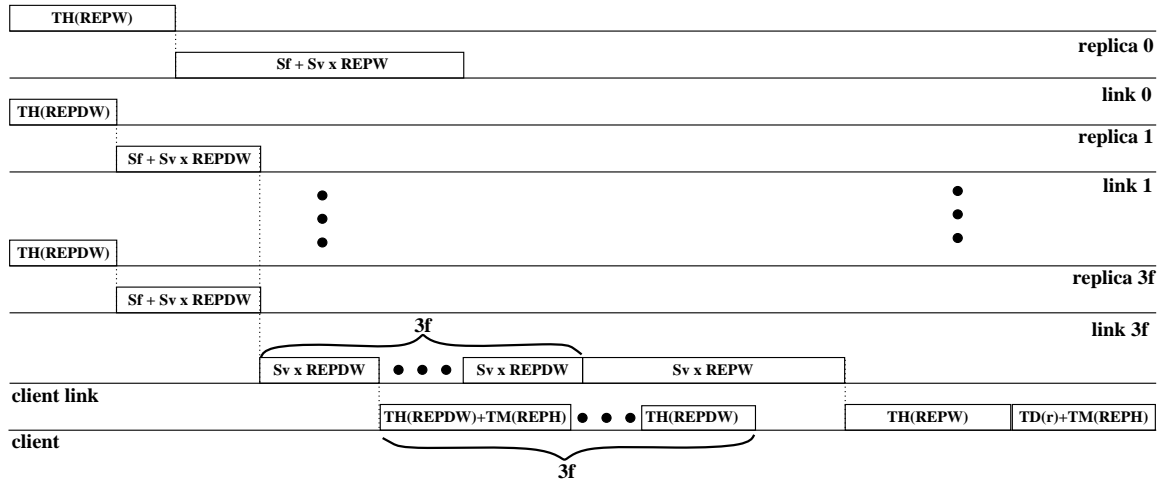 TH(REPW)
replica 0
Sf + Sv x REPW
link 0
TH(REPDW)
replica 1
Sf + Sv x REPDW
link 1
TH(REPDW)
replica 3f
Sf + Sv x REPDW
link 3f
3f
Sv x REPDW Sv x REPDW Sv x REPW
client link
TH(REPDW)+TM(REPH) TH(REPDW) TH(REPW) TD(r)+TM(REPH)
client
3f